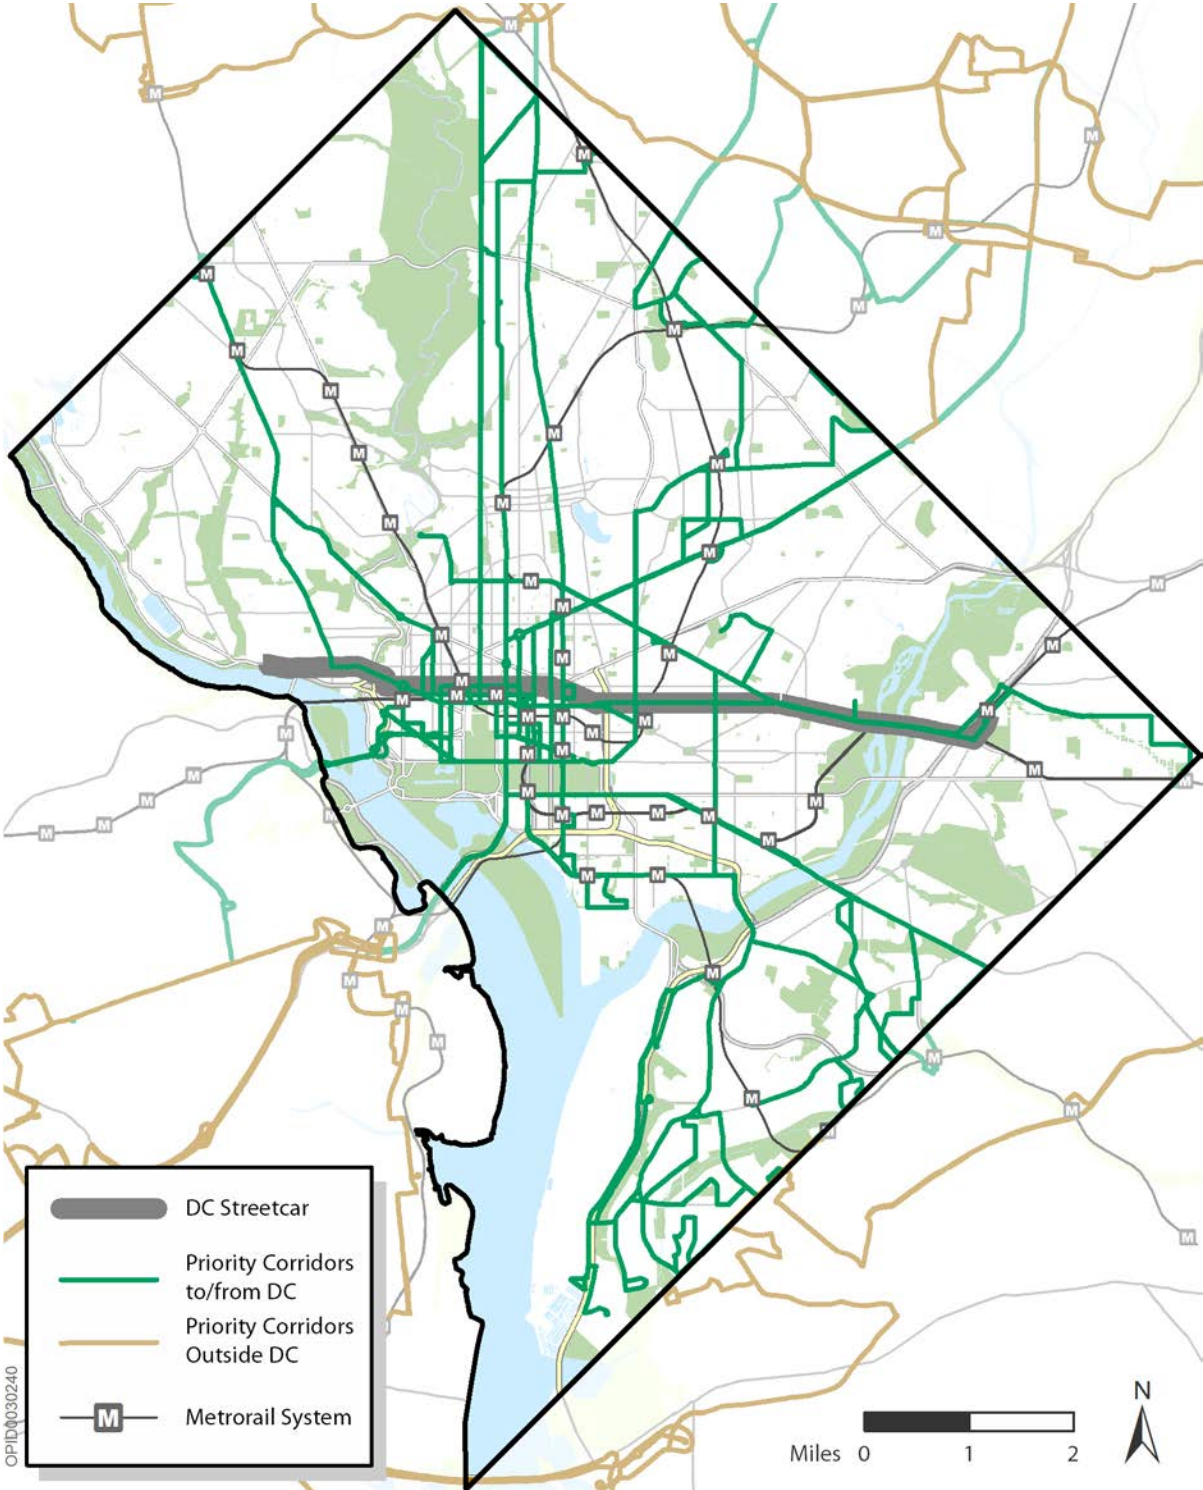 DC Streetcar
Priority Corridors
to/from DC
Priority Corridors
Outside DC
M Metrorail System
OPID0030240
N
Miles 0 1 2